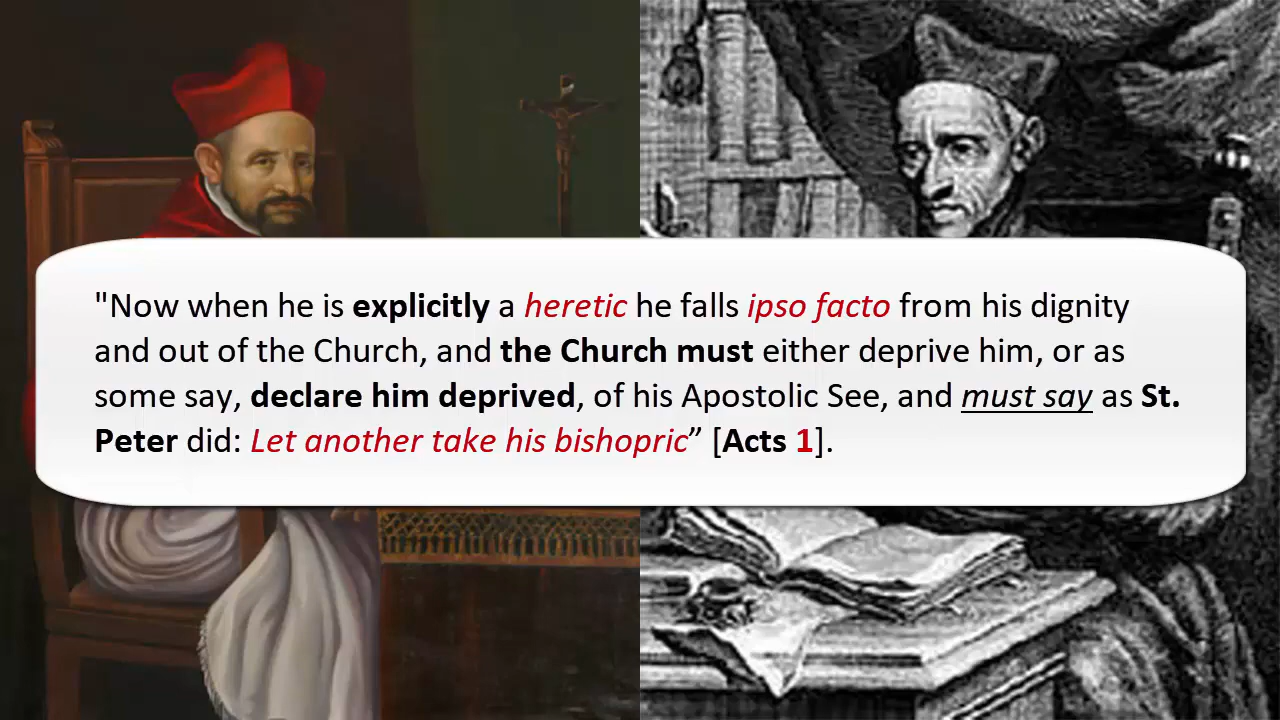 "Now when he is explicitly a heretic he falls ipso facto from his dignity
and out of the Church, and the Church must either deprive him, or as
some say, declare him deprived, of his Apostolic See, and must say as St.
Peter did: Let another take his bishopric” [Acts 1].